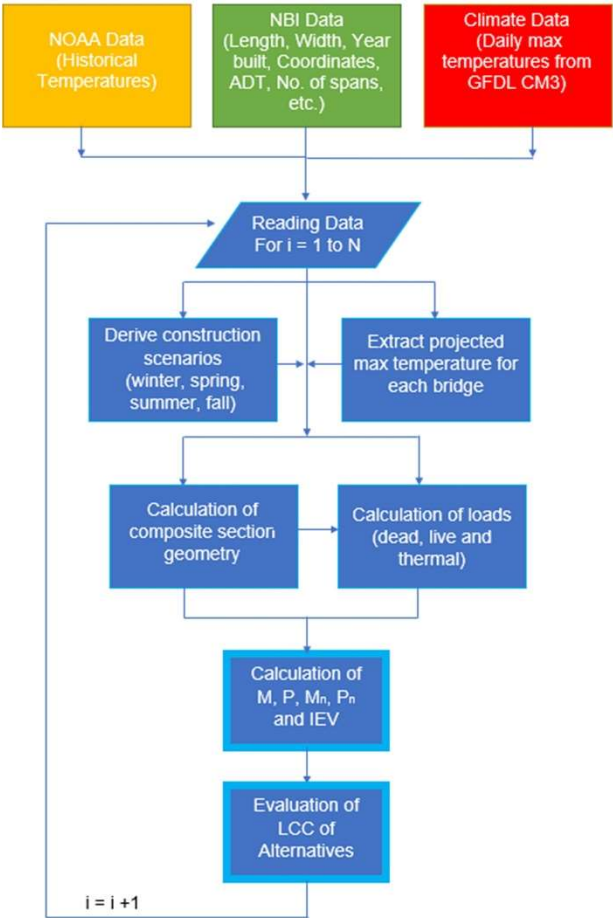 NOAA Data
(Historical
Temperatures)
NBI Data
(Length, Width, Year
built, Coordinates,
ADT, No. of spans,
etc.)
Climate Data
(Daily max
temperatures from
GFDL CM3)
Reading Data
For i = 1 to N
Derive construction
scenarios
(winter, spring,
summer, fall)
Extract projected
max temperature for
each bridge
Calculation of
composite section
geometry
Calculation of loads
(dead, live and
thermal)
Calculation of
M, P, Mₙ, Pₙ
and IEV
Evaluation of
LCC of
Alternatives
i = i +1